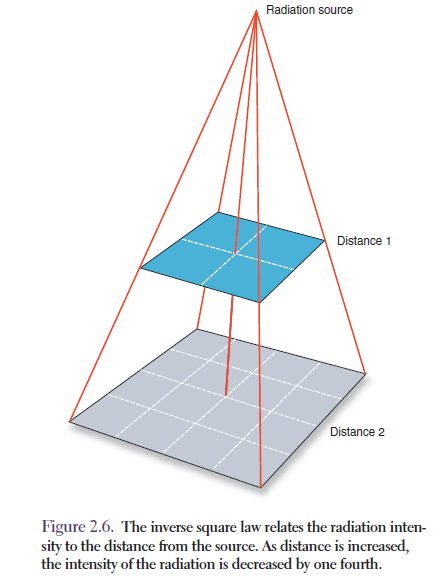 Radiation source
Distance 1
Distance 2
Figure 2.6. The inverse square law relates the radiation inten-
sity to the distance from the source. As distance is increased,
the intensity of the radiation is decreased by one fourth.